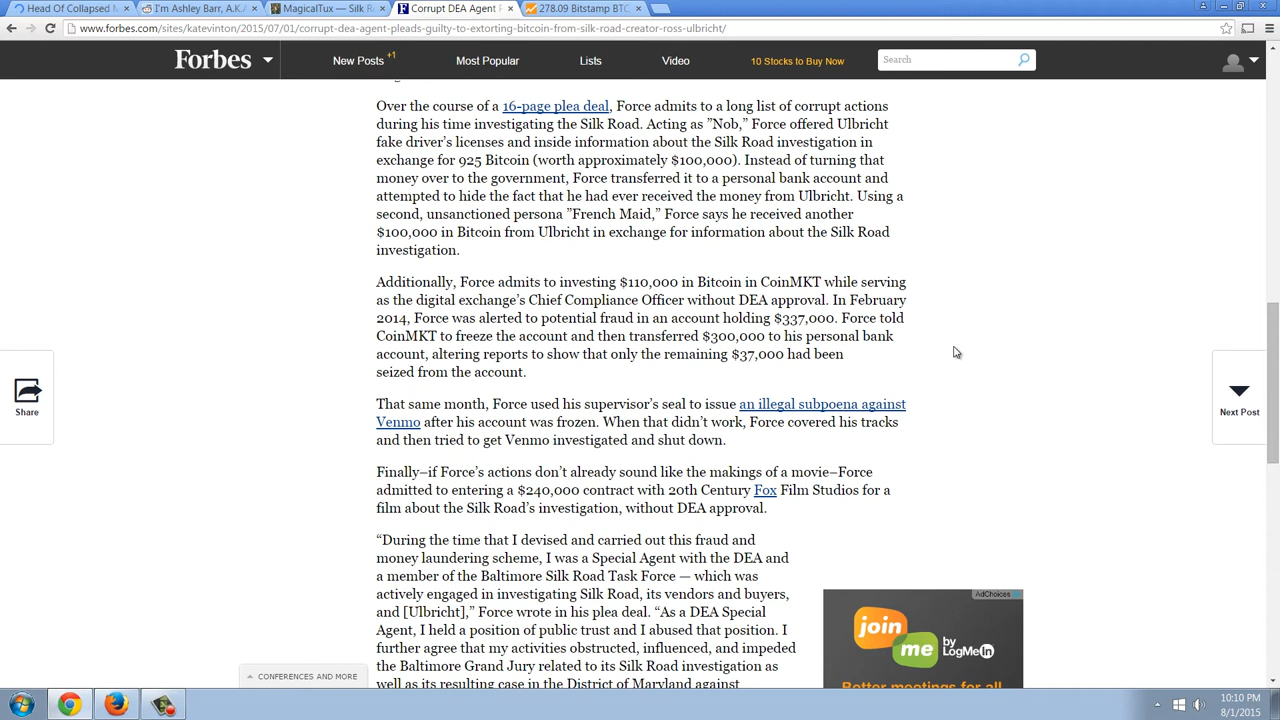 Head Of Collapsed M
I'm Ashley Barr, A.K.A
MagicalTux — Silk R
Corrupt DEA Agent P
278.09 Bitstamp BTC
www.forbes.com/sites/katevinton/2015/07/01/corrupt-dea-agent-pleads-guilty-to-extorting-bitcoin-from-silk-road-creator-ross-ulbricht/
Forbes New Posts +1 Most Popular Lists Video 10 Stocks to Buy Now Search
Over the course of a 16-page plea deal, Force admits to a long list of corrupt actions
during his time investigating the Silk Road. Acting as ”Nob,” Force offered Ulbricht
fake driver’s licenses and inside information about the Silk Road investigation in
exchange for 925 Bitcoin (worth approximately $100,000). Instead of turning that
money over to the government, Force transferred it to a personal bank account and
attempted to hide the fact that he had ever received the money from Ulbricht. Using a
second, unsanctioned persona ”French Maid,” Force says he received another
$100,000 in Bitcoin from Ulbricht in exchange for information about the Silk Road
investigation.
Additionally, Force admits to investing $110,000 in Bitcoin in CoinMKT while serving
as the digital exchange’s Chief Compliance Officer without DEA approval. In February
2014, Force was alerted to potential fraud in an account holding $337,000. Force told
CoinMKT to freeze the account and then transferred $300,000 to his personal bank
account, altering reports to show that only the remaining $37,000 had been
seized from the account.
That same month, Force used his supervisor’s seal to issue an illegal subpoena against
Venmo after his account was frozen. When that didn’t work, Force covered his tracks
and then tried to get Venmo investigated and shut down.
Finally–if Force’s actions don’t already sound like the makings of a movie–Force
admitted to entering a $240,000 contract with 20th Century Fox Film Studios for a
film about the Silk Road’s investigation, without DEA approval.
“During the time that I devised and carried out this fraud and
money laundering scheme, I was a Special Agent with the DEA and
a member of the Baltimore Silk Road Task Force — which was
actively engaged in investigating Silk Road, its vendors and buyers,
and [Ulbricht],” Force wrote in his plea deal. “As a DEA Special
Agent, I held a position of public trust and I abused that position. I
further agree that my activities obstructed, influenced, and impeded
the Baltimore Grand Jury related to its Silk Road investigation as
well as its resulting case in the District of Maryland against
Share
Next Post
AdChoices
join
me by
LogMeIn
Better meetings for all
CONFERENCES AND MORE
10:10 PM
8/1/2015